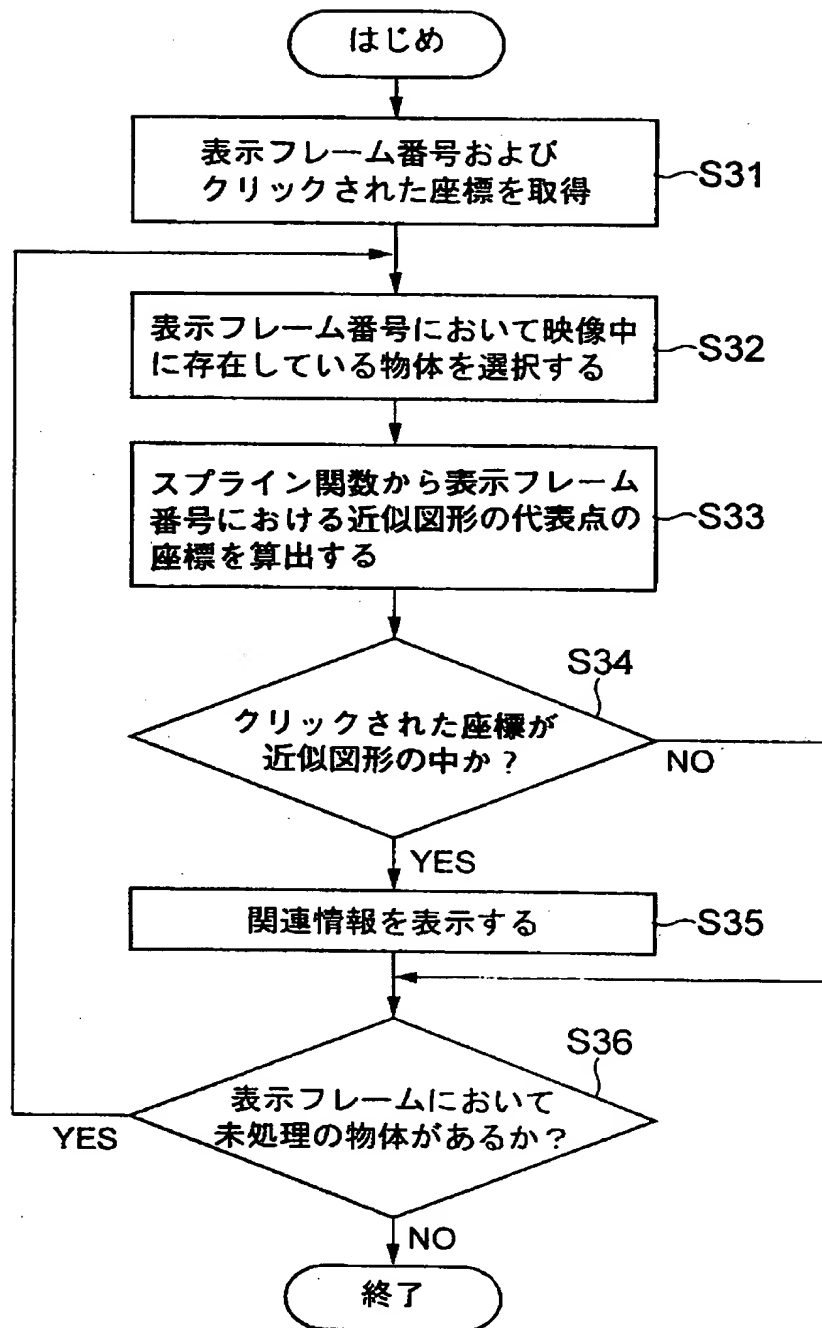 はじめ
表示フレーム番号および
クリックされた座標を取得
S31
表示フレーム番号において映像中
に存在している物体を選択する
S32
スプライン関数から表示フレーム
番号における近似図形の代表点の
座標を算出する
S33
S34
クリックされた座標が
近似図形の中か？
NO
YES
関連情報を表示する
S35
S36
表示フレームにおいて
未処理の物体があるか？
YES
NO
終了